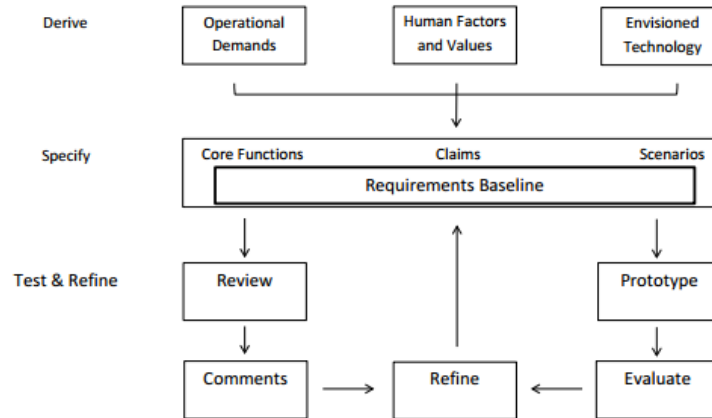 Derive
Operational
Demands
Human Factors
and Values
Envisioned
Technology
Specify
Core Functions
Claims
Scenarios
Requirements Baseline
Test & Refine
Review
Prototype
Comments
Refine
Evaluate